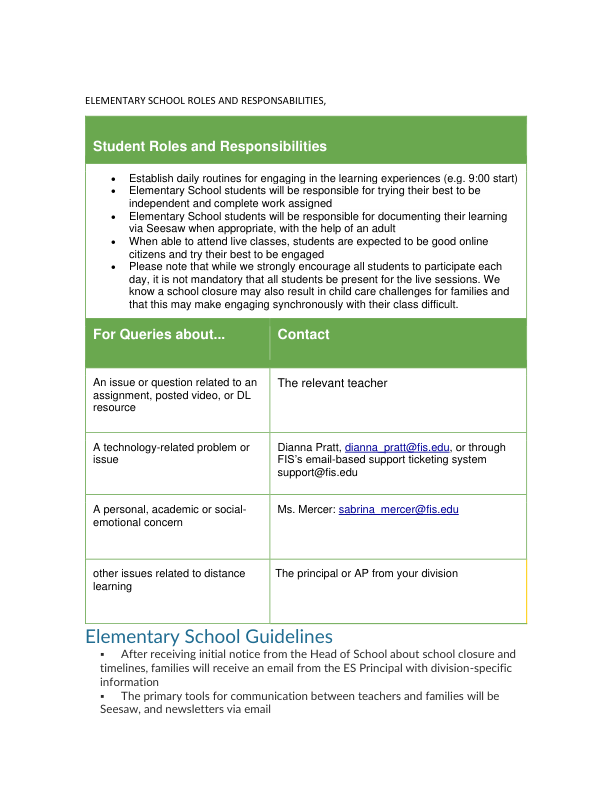 ELEMENTARY SCHOOL ROLES AND RESPONSABILITIES,
Student Roles and Responsibilities
• Establish daily routines for engaging in the learning experiences (e.g. 9:00 start)
• Elementary School students will be responsible for trying their best to be
independent and complete work assigned
• Elementary School students will be responsible for documenting their learning
via Seesaw when appropriate, with the help of an adult
• When able to attend live classes, students are expected to be good online
citizens and try their best to be engaged
• Please note that while we strongly encourage all students to participate each
day, it is not mandatory that all students be present for the live sessions. We
know a school closure may also result in child care challenges for families and
that this may make engaging synchronously with their class difficult.
For Queries about... Contact
An issue or question related to an
assignment, posted video, or DL
resource
The relevant teacher
A technology-related problem or
issue
Dianna Pratt, dianna_pratt@fis.edu, or through
FIS's email-based support ticketing system
support@fis.edu
A personal, academic or social-
emotional concern
Ms. Mercer: sabrina_mercer@fis.edu
other issues related to distance
learning
The principal or AP from your division
Elementary School Guidelines
▪ After receiving initial notice from the Head of School about school closure and
timelines, families will receive an email from the ES Principal with division-specific
information
▪ The primary tools for communication between teachers and families will be
Seesaw, and newsletters via email